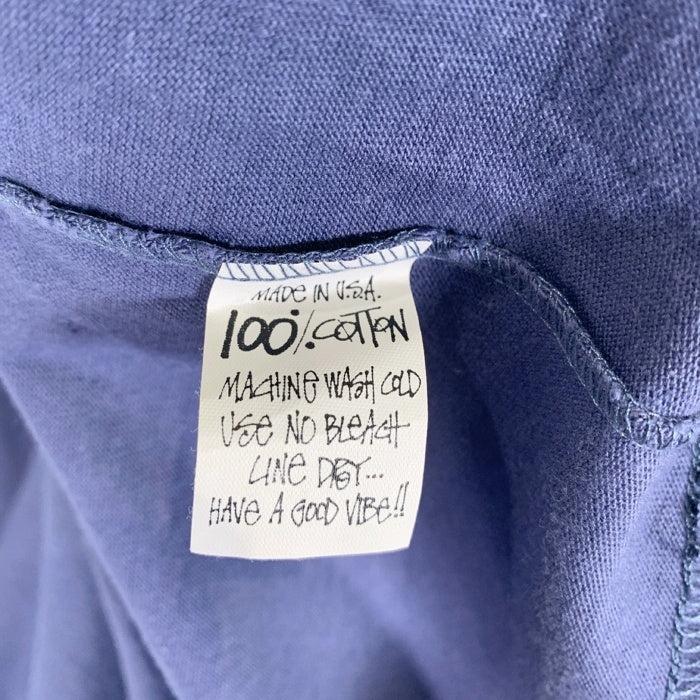 MADE IN U.S.A.
100% COTTON
MACHINE WASH COLD
USE NO BLEACH
LINE DRY...
HAVE A GOOD VIBE!!